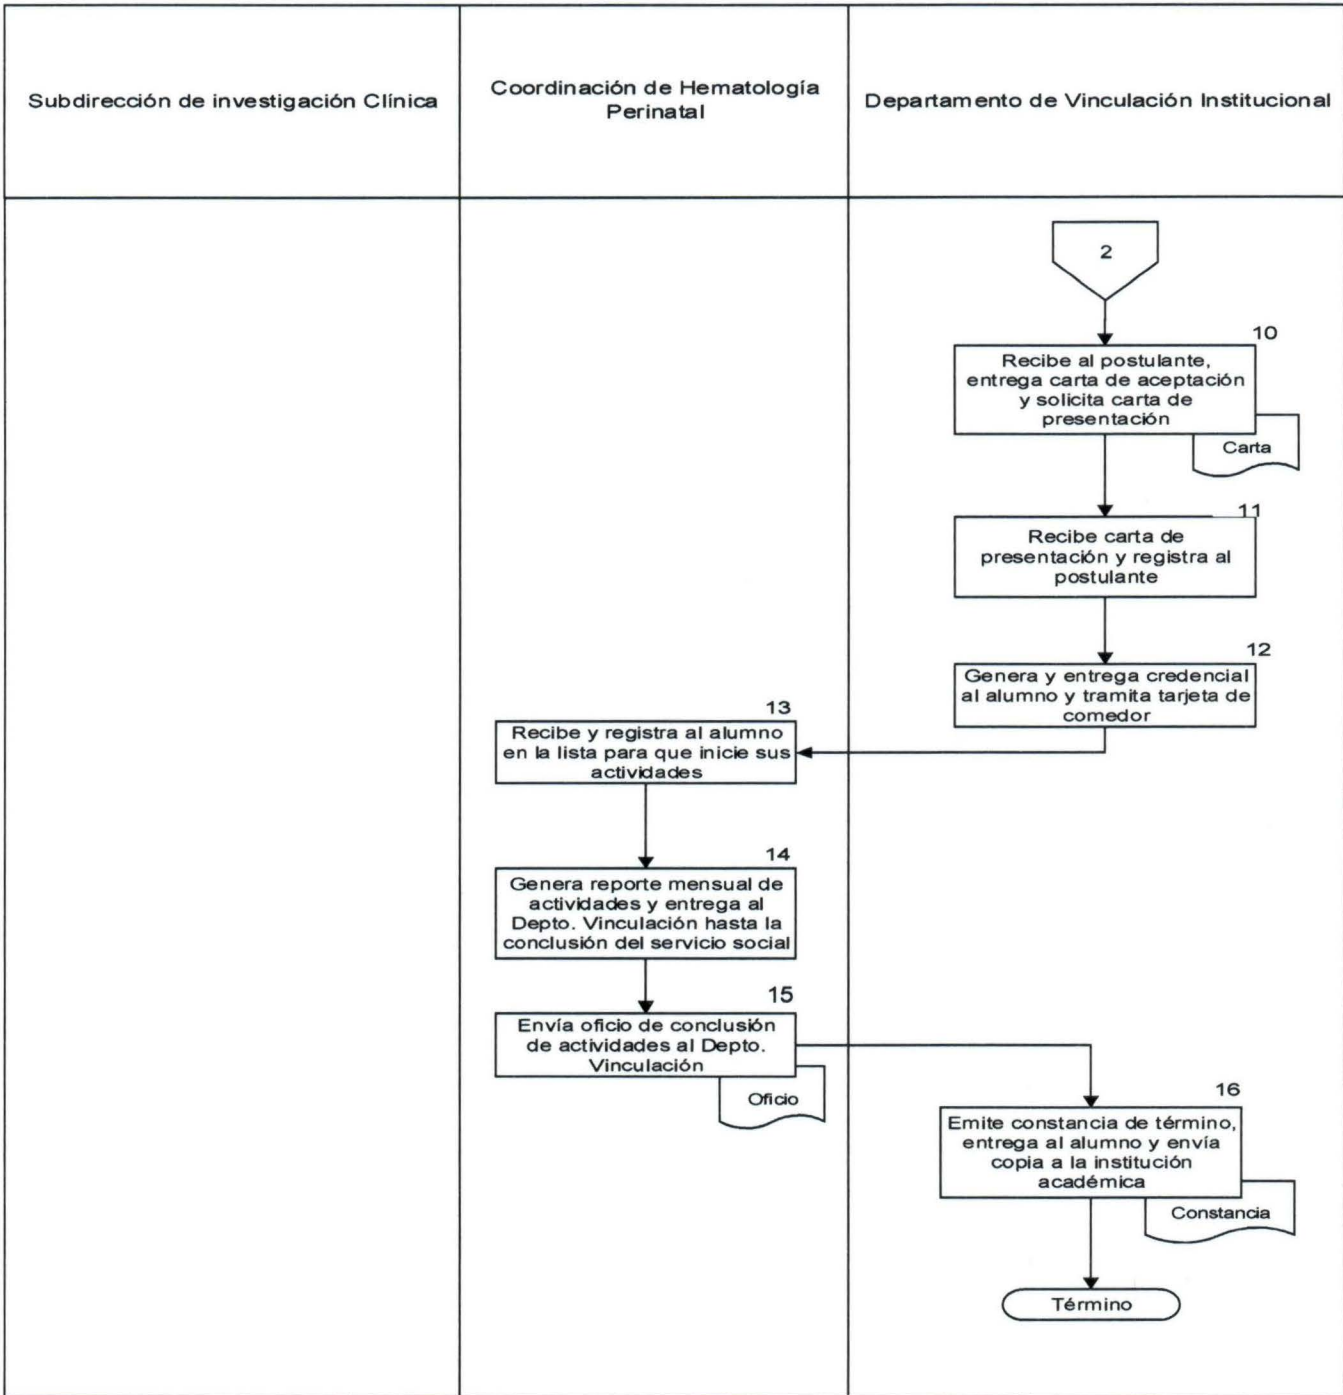 Subdirección de investigación Clínica
Coordinación de Hematología
Perinatal
Departamento de Vinculación Institucional
2
10
Recibe al postulante,
entrega carta de aceptación
y solicita carta de
presentación
Carta
11
Recibe carta de
presentación y registra al
postulante
12
Genera y entrega credencial
al alumno y tramita tarjeta de
comedor
13
Recibe y registra al alumno
en la lista para que inicie sus
actividades
14
Genera reporte mensual de
actividades y entrega al
Depto. Vinculación hasta la
conclusión del servicio social
15
Envía oficio de conclusión
de actividades al Depto.
Vinculación
Oficio
16
Emite constancia de término,
entrega al alumno y envía
copia a la institución
académica
Constancia
Término